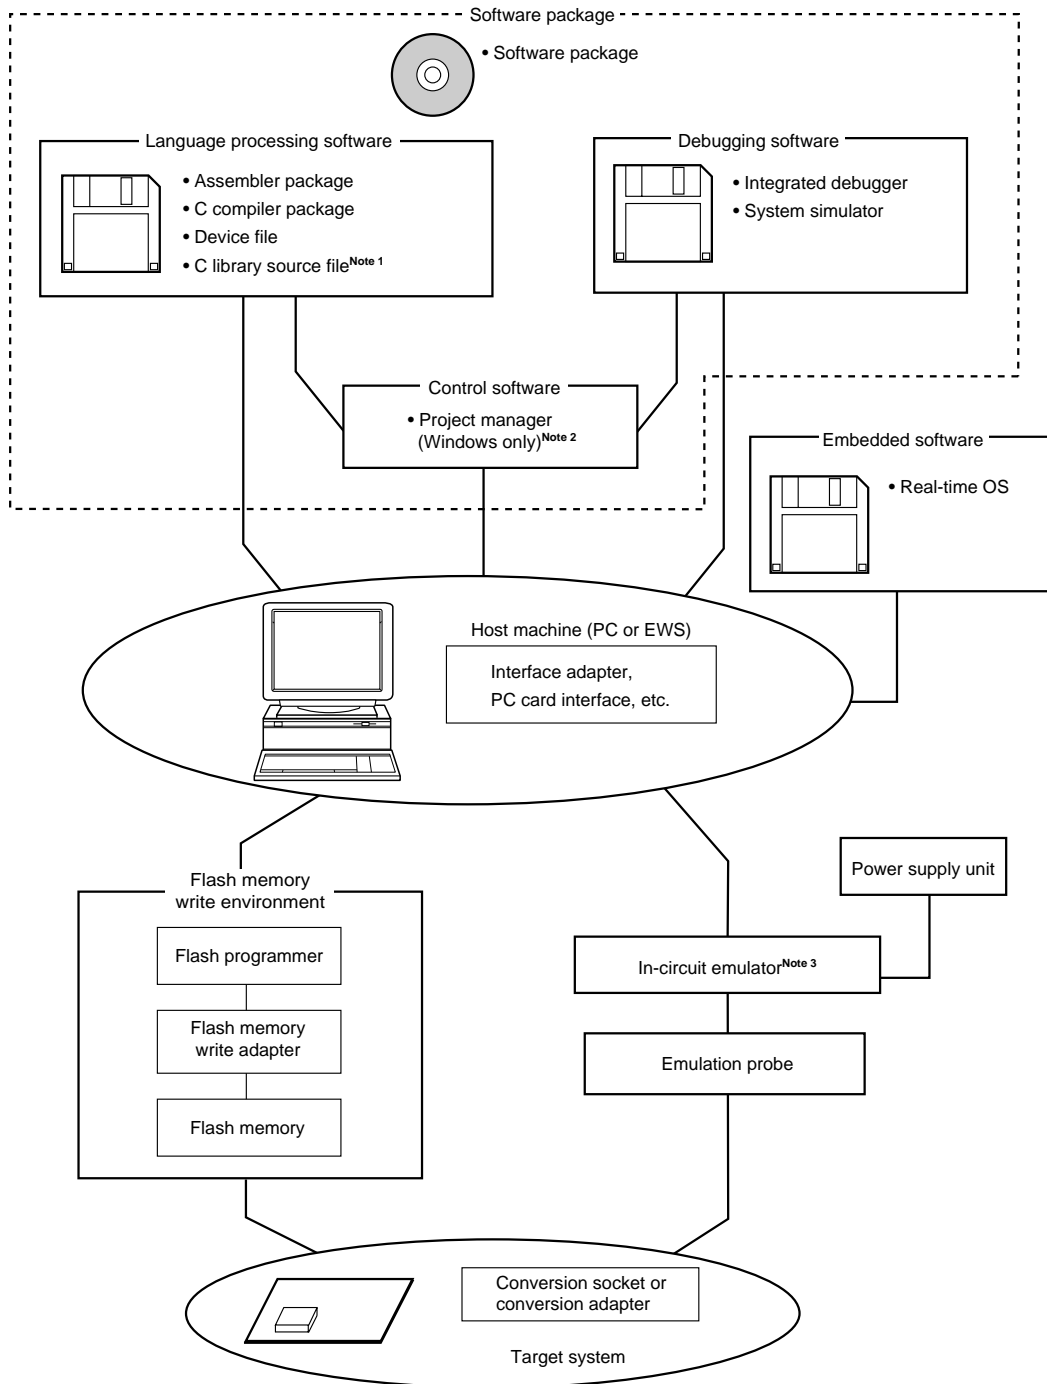 Software package
• Software package
Language processing software
• Assembler package
• C compiler package
• Device file
• C library source fileNote 1
Debugging software
• Integrated debugger
• System simulator
Control software
• Project manager
(Windows only)Note 2
Embedded software
• Real-time OS
Host machine (PC or EWS)
Interface adapter,
PC card interface, etc.
Flash memory
write environment
Flash programmer
Flash memory
write adapter
Flash memory
Power supply unit
In-circuit emulatorNote 3
Emulation probe
Conversion socket or
conversion adapter
Target system